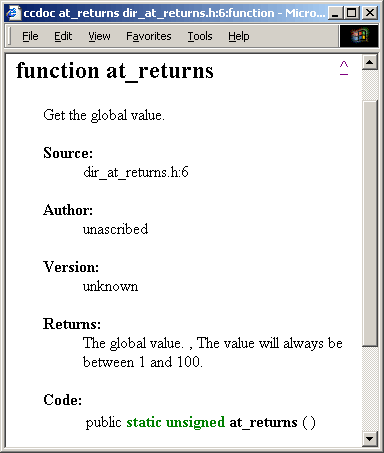 ccdoc at_returns dir_at_returns.h:6:function - Micro...
File Edit View Favorites Tools Help
function at_returns ^
Get the global value.
Source:
dir_at_returns.h:6
Author:
unascribed
Version:
unknown
Returns:
The global value. , The value will always be
between 1 and 100.
Code:
public static unsigned at_returns ( )